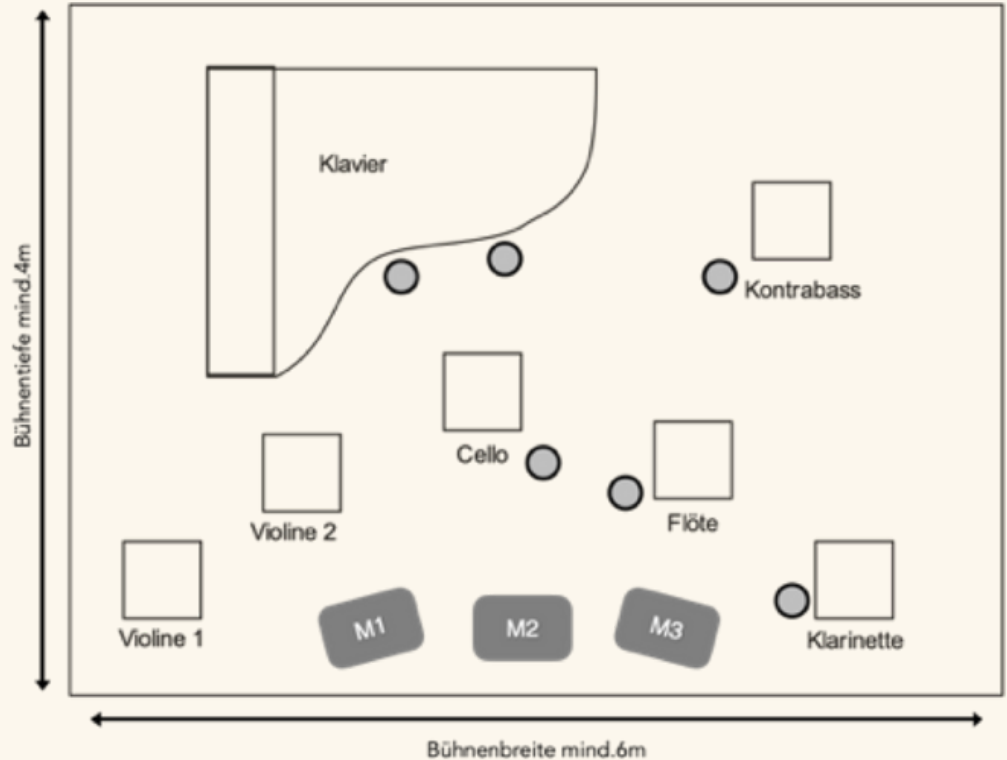 Klavier
Kontrabass
Bühnentiefe mind.4m
Cello
Flöte
Violine 2
M1
M2
M3
Violine 1
Klarinette
Bühnenbreite mind.6m